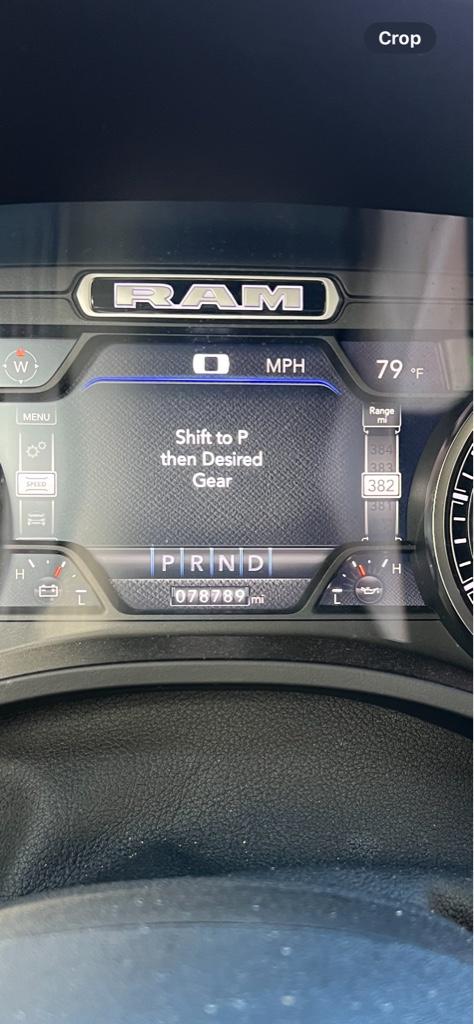 Crop
RAM
W
0 MPH
79 °F
MENU
Range
mi
384
383
SPEED
382
381
Shift to P
then Desired
Gear
P R N D
H L
L H
078789 mi